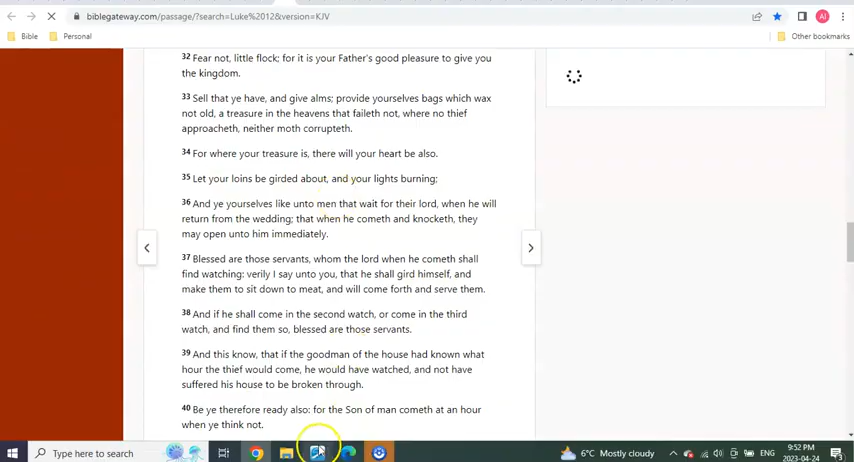 biblegateway.com/passage/?search=Luke%2012&version=KJV
AI
Bible
Personal
Other bookmarks
32 Fear not, little flock; for it is your Father's good pleasure to give you
the kingdom.
33 Sell that ye have, and give alms; provide yourselves bags which wax
not old, a treasure in the heavens that faileth not, where no thief
approacheth, neither moth corrupteth.
34 For where your treasure is, there will your heart be also.
35 Let your loins be girded about, and your lights burning;
36 And ye yourselves like unto men that wait for their lord, when he will
return from the wedding; that when he cometh and knocketh, they
may open unto him immediately.
37 Blessed are those servants, whom the lord when he cometh shall
find watching: verily I say unto you, that he shall gird himself, and
make them to sit down to meat, and will come forth and serve them.
38 And if he shall come in the second watch, or come in the third
watch, and find them so, blessed are those servants.
39 And this know, that if the goodman of the house had known what
hour the thief would come, he would have watched, and not have
suffered his house to be broken through.
40 Be ye therefore ready also: for the Son of man cometh at an hour
when ye think not.
Type here to search
6°C Mostly cloudy
ENG
9:52 PM
2023-04-24
3